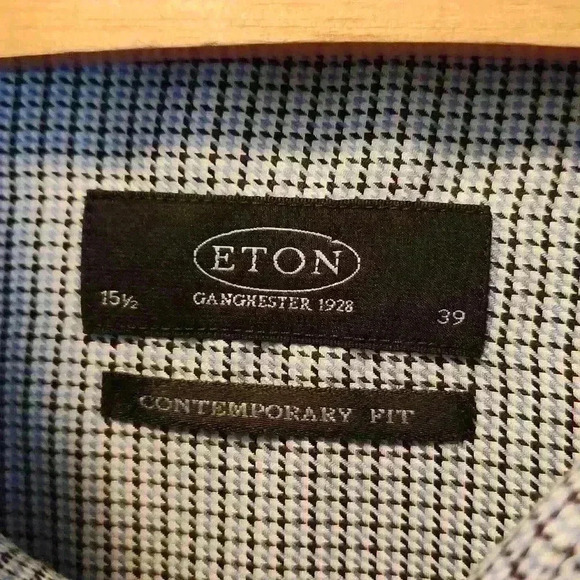 ETON
GANGHESTER 1928
15½
39
CONTEMPORARY FIT